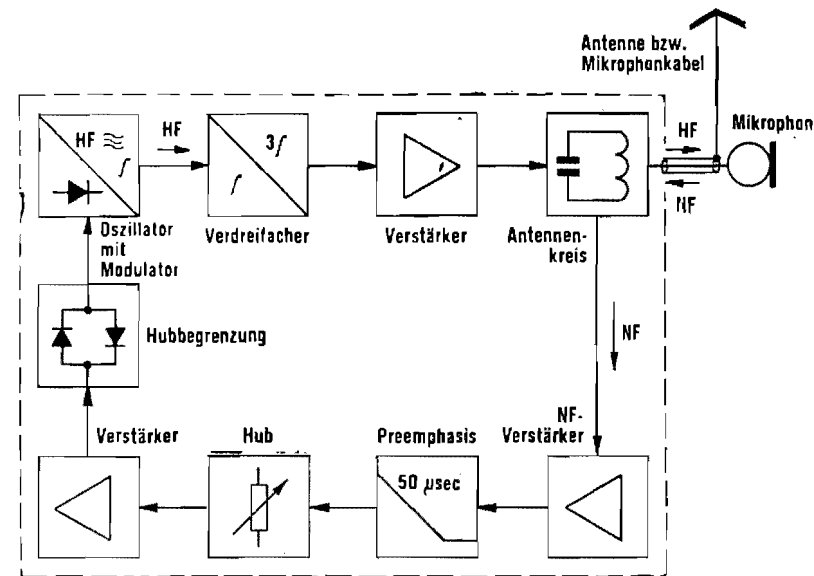 Antenne bzw.
Mikrophonkabel
HF
f
HF
3f
f
HF
NF
Mikrophon
Oszillator
mit
Modulator
Verdreifacher
Verstärker
Antennen-
kreis
Hubbegrenzung
NF
Verstärker
Hub
Preemphasis
NF-
Verstärker
50 µsec